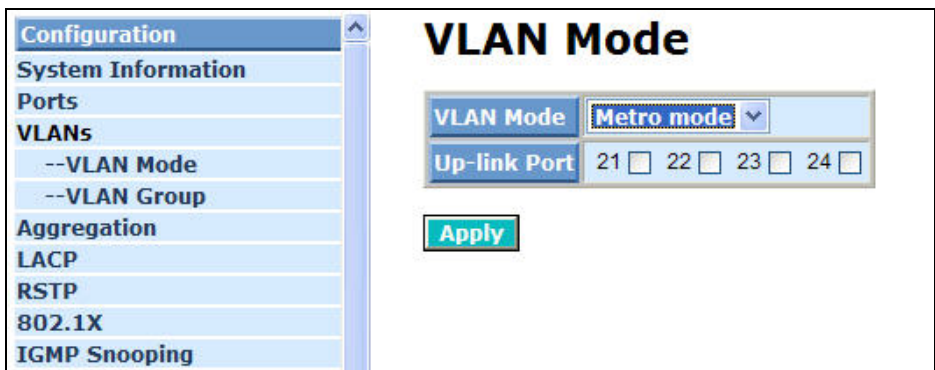 Configuration
System Information
Ports
VLANs
--VLAN Mode
--VLAN Group
Aggregation
LACP
RSTP
802.1X
IGMP Snooping
VLAN Mode
VLAN Mode Metro mode
Up-link Port 21 22 23 24
Apply